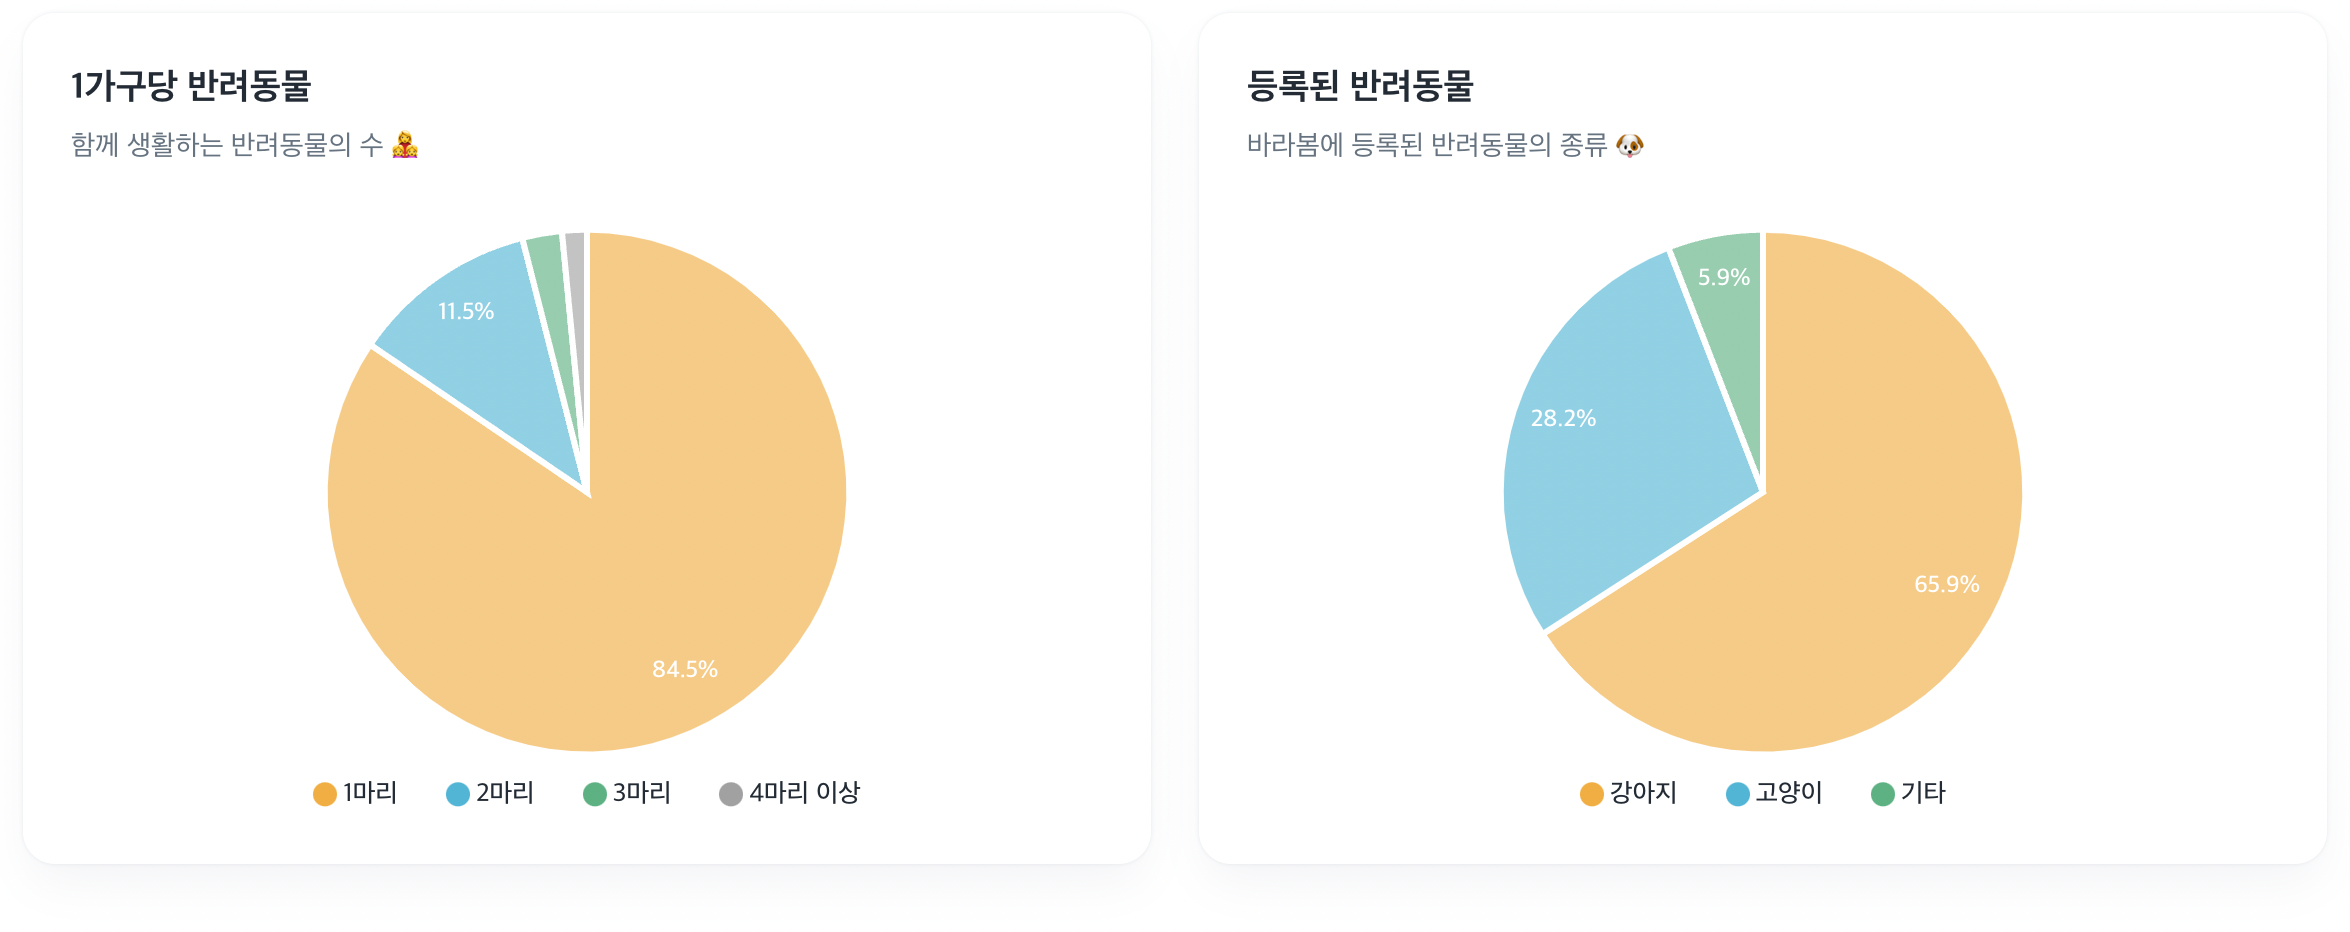 1가구당 반려동물
함께 생활하는 반려동물의 수 👩‍👧‍👧
11.5%
84.5%
1마리 2마리 3마리 4마리 이상
등록된 반려동물
바라봄에 등록된 반려동물의 종류 🐶
5.9%
28.2%
65.9%
강아지 고양이 기타